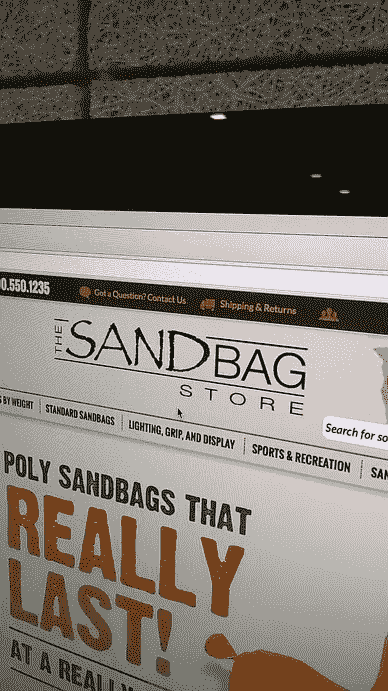 0.550.1235
Got a Question? Contact Us
Shipping & Returns
THE SANDBAG
STORE
Search for so
S BY WEIGHT
STANDARD SANDBAGS
LIGHTING, GRIP, AND DISPLAY
SPORTS & RECREATION
SAN
POLY SANDBAGS THAT
REALLY
LAST!
AT A REALLY